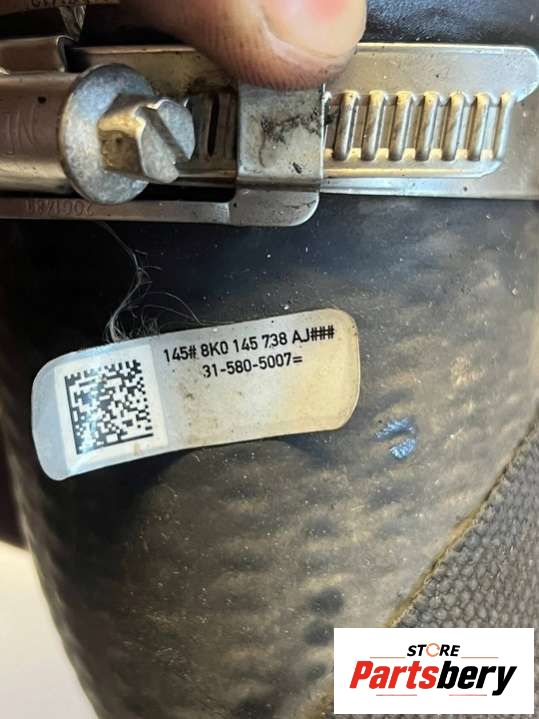 145# 8K0 145 738 AJ###
31-580-5007=
STORE
Partsbery